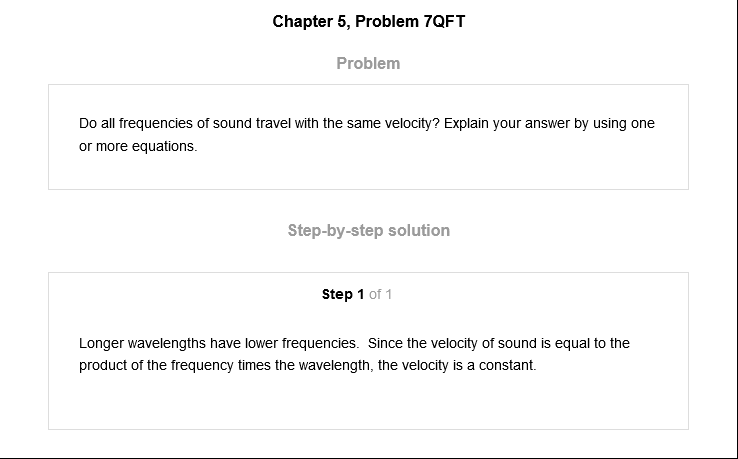 Chapter 5, Problem 7QFT
Problem
Do all frequencies of sound travel with the same velocity? Explain your answer by using one
or more equations.
Step-by-step solution
Step 1 of 1
Longer wavelengths have lower frequencies.  Since the velocity of sound is equal to the
product of the frequency times the wavelength, the velocity is a constant.